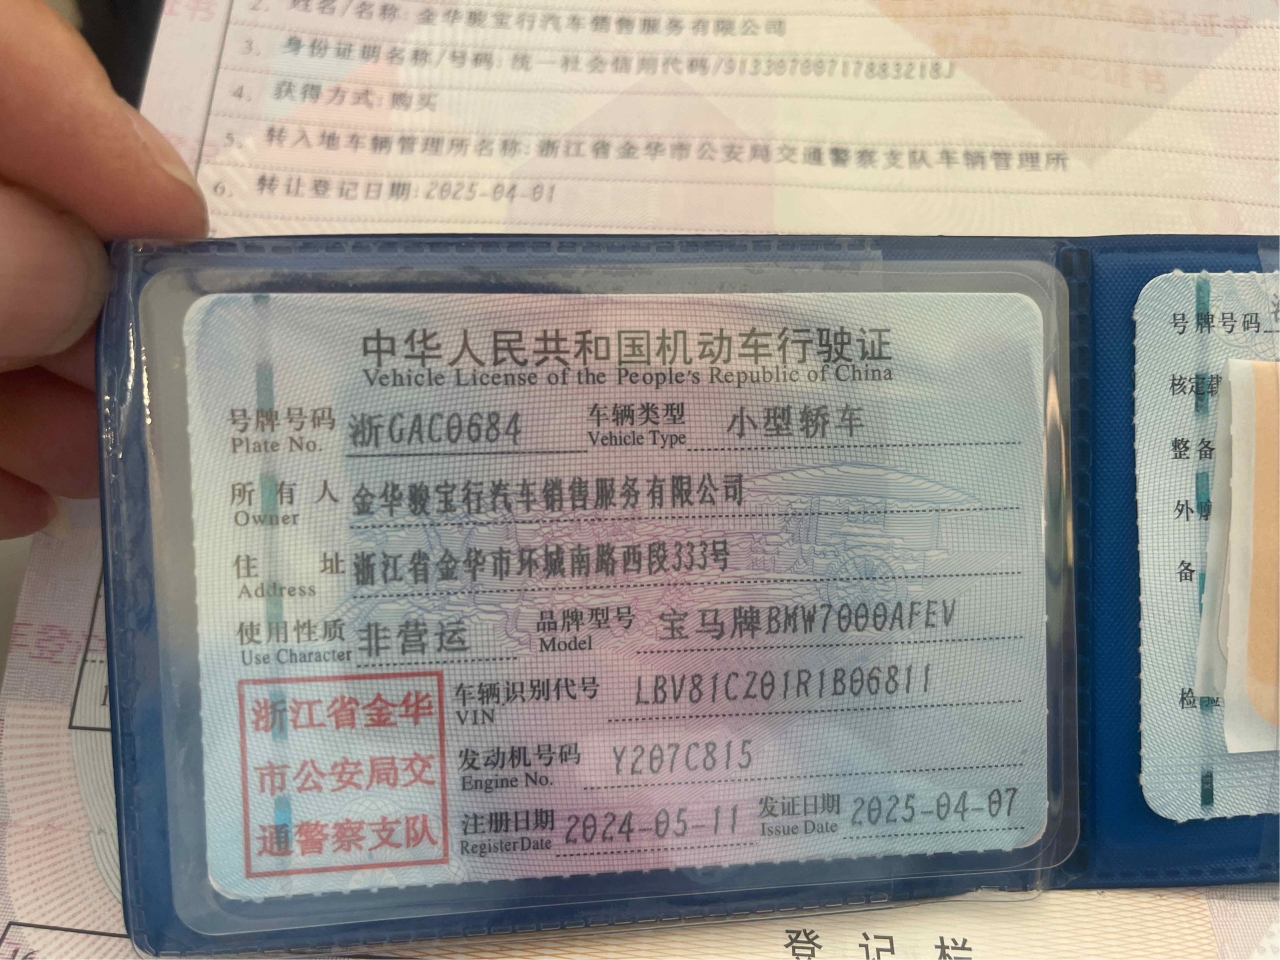 2. 姓名/名称: 金华骏宝行汽车销售服务有限公司
3. 身份证明名称/号码: 统一社会信用代码/91330700717883218J
4. 获得方式: 购买
5. 转入地车辆管理所名称: 浙江省金华市公安局交通警察支队车辆管理所
6. 转让登记日期: 2025-04-01
中华人民共和国机动车行驶证
Vehicle License of the People's Republic of China
号牌号码 浙GAC0684 车辆类型 小型轿车
Plate No. Vehicle Type
所有人 金华骏宝行汽车销售服务有限公司
Owner
住址 浙江省金华市环城南路西段333号
Address
使用性质 非营运 品牌型号 宝马牌BMW7000AFEV
Use Character Model
浙江省金华
市公安局交
通警察支队
车辆识别代号 LBV81CZ01R1B06811
VIN
发动机号码 Y207C815
Engine No.
注册日期 2024-05-11 发证日期 2025-04-07
Register Date Issue Date
号牌号码
核定载
整备
外廓
备
检验
登记栏